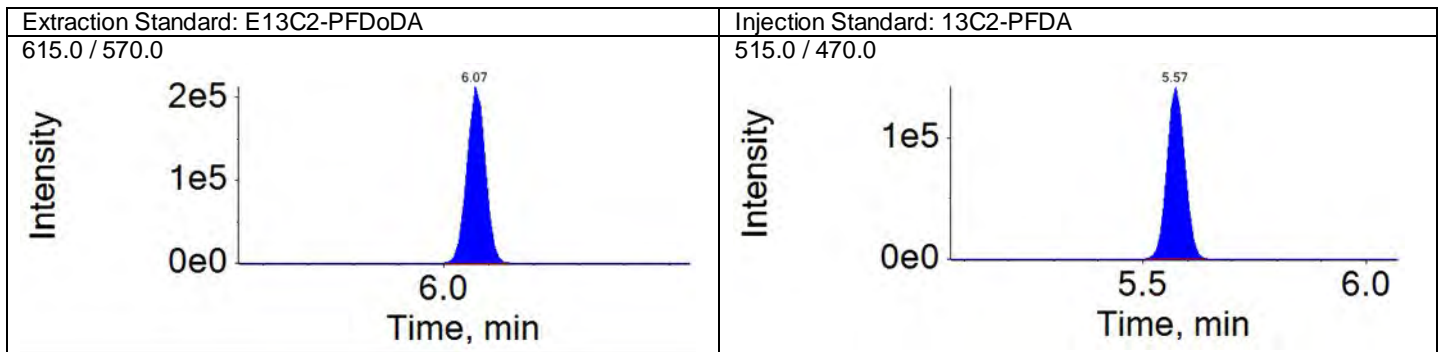 Extraction Standard: E13C2-PFDoDA
615.0 / 570.0
6.07
2e5
1e5
0e0
Intensity
6.0
Time, min
Injection Standard: 13C2-PFDA
515.0 / 470.0
5.57
1e5
0e0
Intensity
5.5 6.0
Time, min